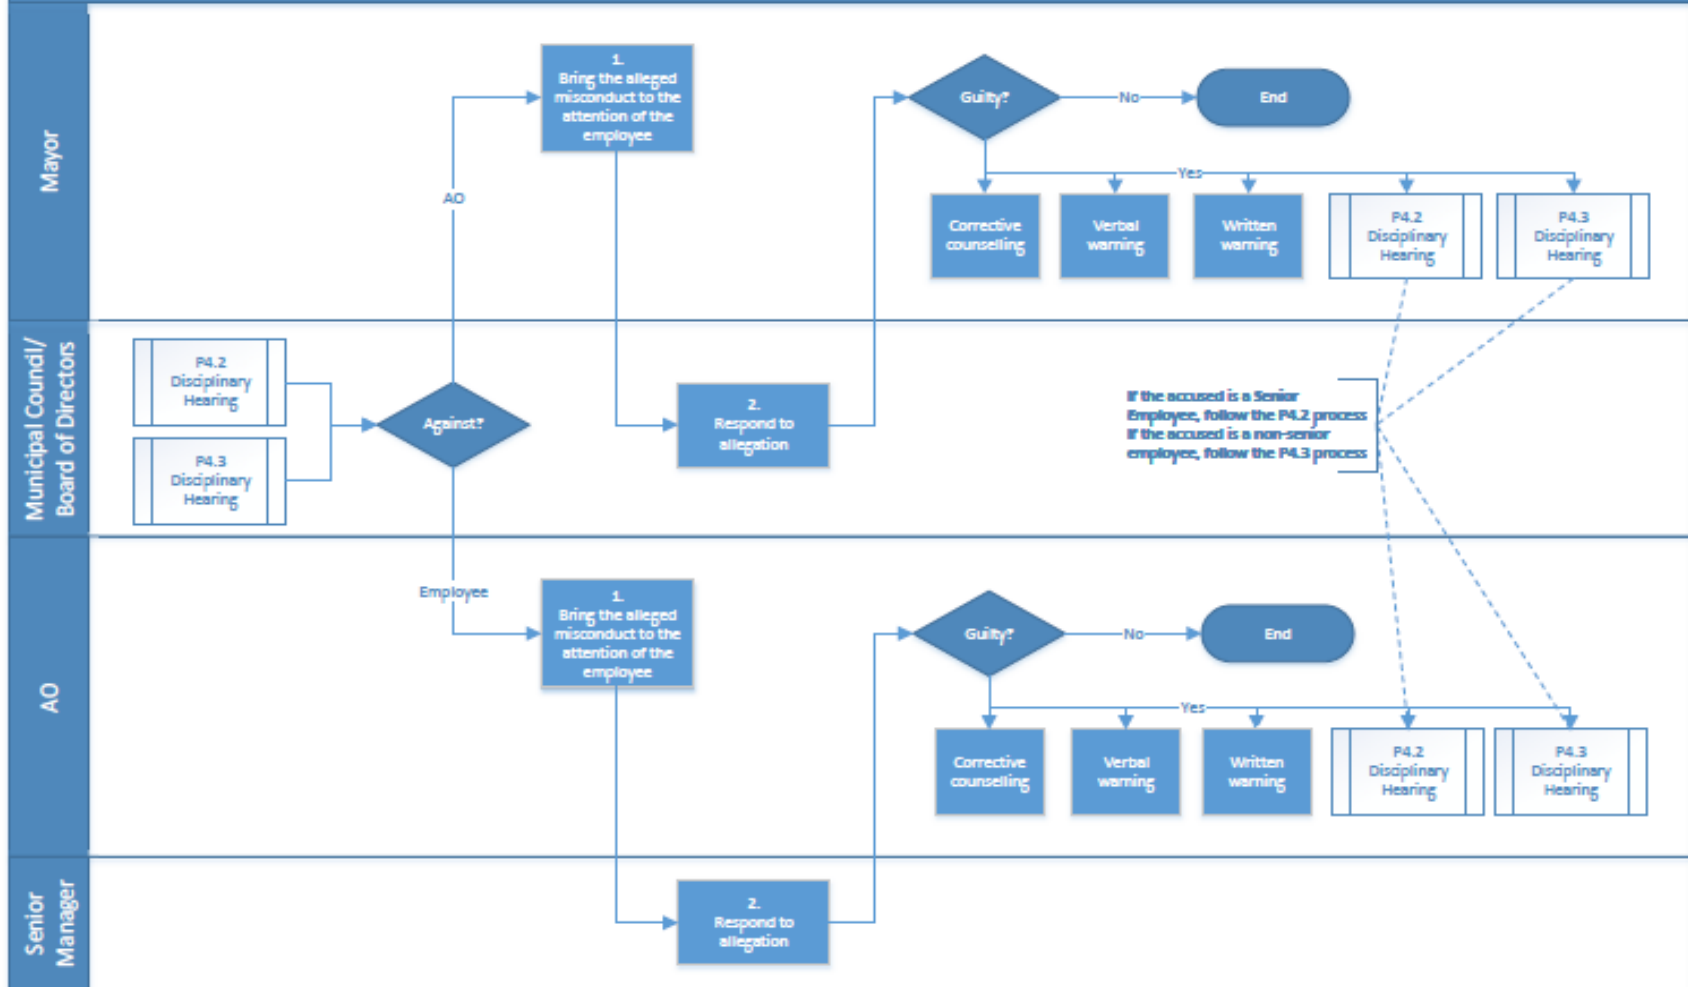 Mayor
1.
Bring the alleged
misconduct to the
attention of the
employee
AO
Guilty?
No
End
Yes
Corrective
counselling
Verbal
warning
Written
warning
P4.2
Disciplinary
Hearing
P4.3
Disciplinary
Hearing
Municipal Council/
Board of Directors
P4.2
Disciplinary
Hearing
P4.3
Disciplinary
Hearing
Against?
2.
Respond to
allegation
If the accused is a Senior
Employee, follow the P4.2 process
If the accused is a non-senior
employee, follow the P4.3 process
AO
Employee
1.
Bring the alleged
misconduct to the
attention of the
employee
Guilty?
No
End
Yes
Corrective
counselling
Verbal
warning
Written
warning
P4.2
Disciplinary
Hearing
P4.3
Disciplinary
Hearing
Senior
Manager
2.
Respond to
allegation